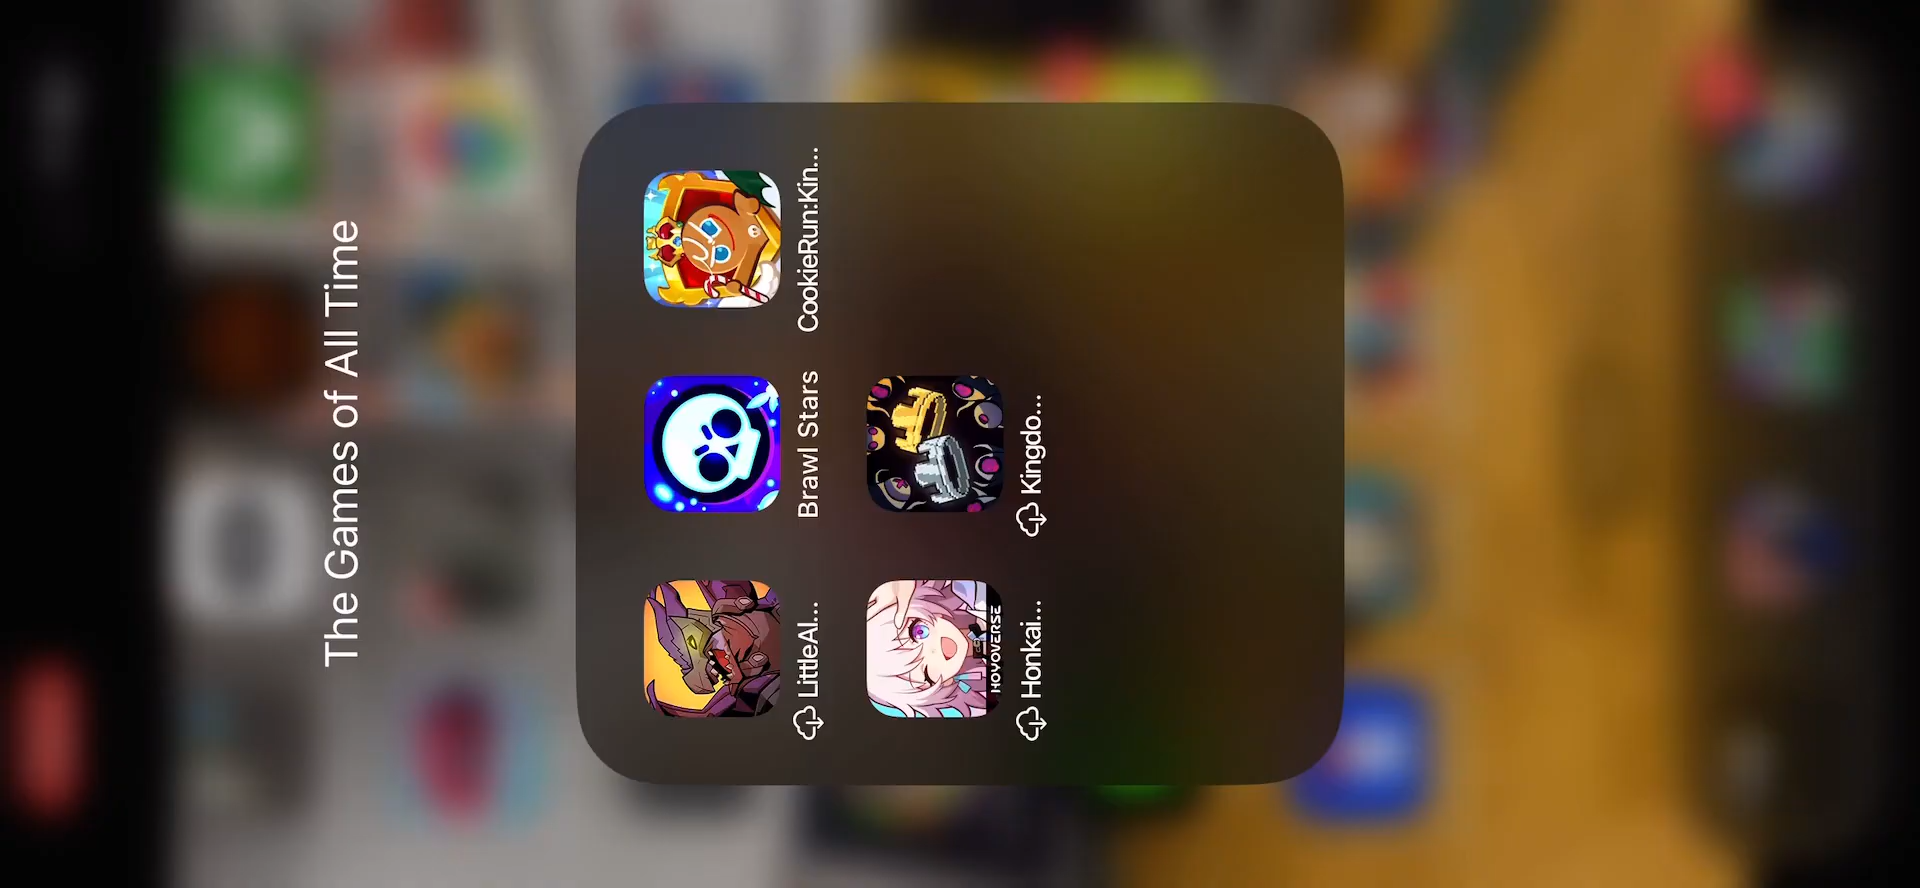 The Games of All Time
LittleAl...
Brawl Stars
CookieRun:Kin...
HOYOVERSE
Honkai...
Kingdo...